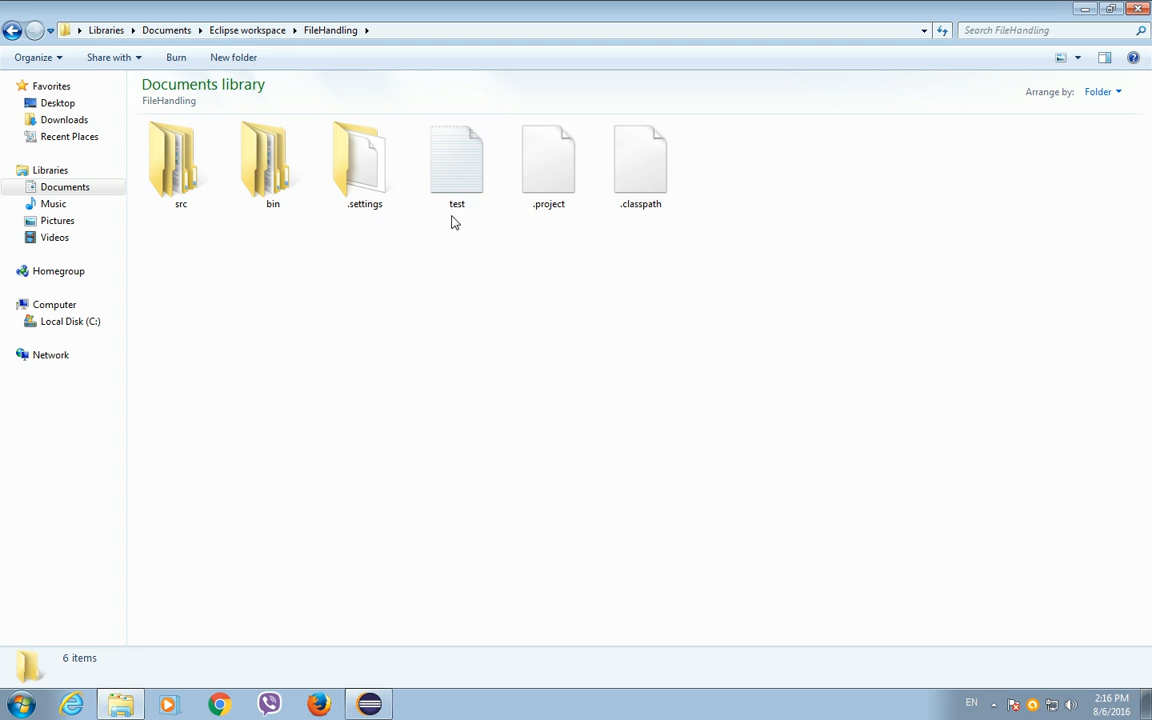 Libraries Documents Eclipse workspace FileHandling
Search FileHandling
Organize Share with Burn New folder
Favorites
Desktop
Downloads
Recent Places
Libraries
Documents
Music
Pictures
Videos
Homegroup
Computer
Local Disk (C:)
Network
Documents library
FileHandling
Arrange by: Folder
src bin .settings test .project .classpath
6 items
EN
2:16 PM
8/6/2016